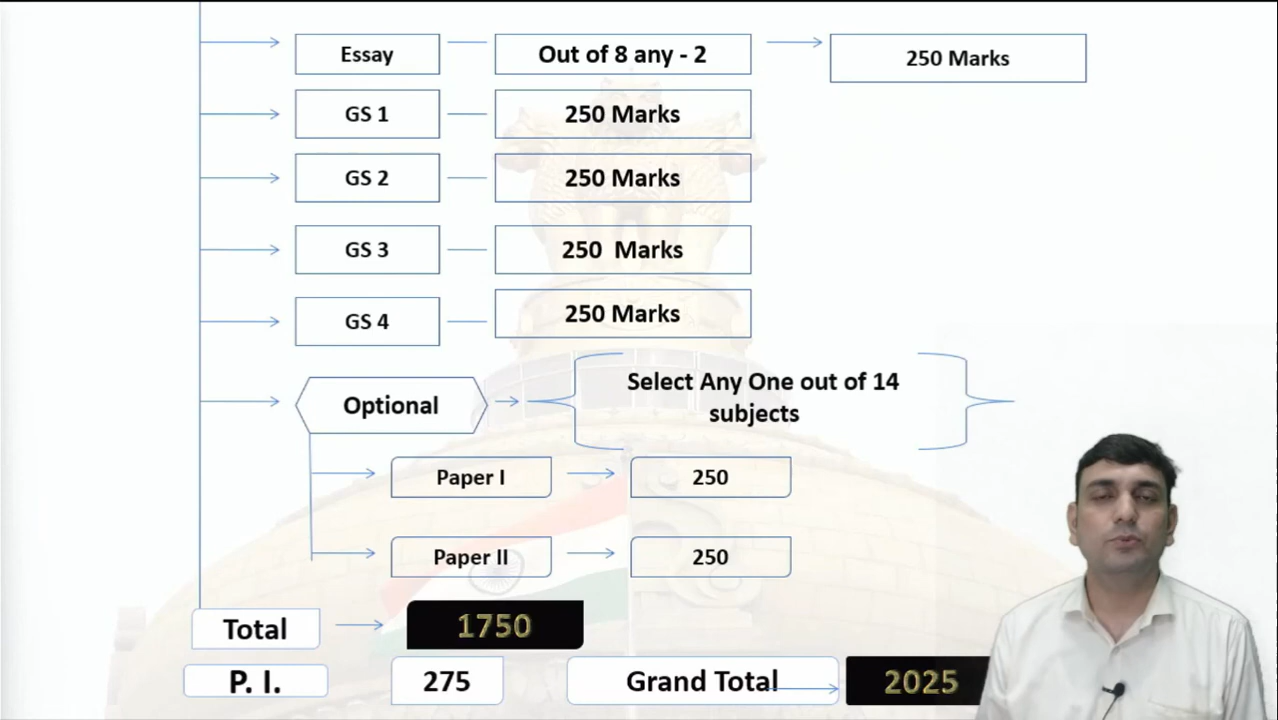 Essay Out of 8 any - 2 250 Marks
GS 1 250 Marks
GS 2 250 Marks
GS 3 250 Marks
GS 4 250 Marks
Optional Select Any One out of 14
subjects
Paper I 250
Paper II 250
Total 1750
P. I. 275 Grand Total 2025